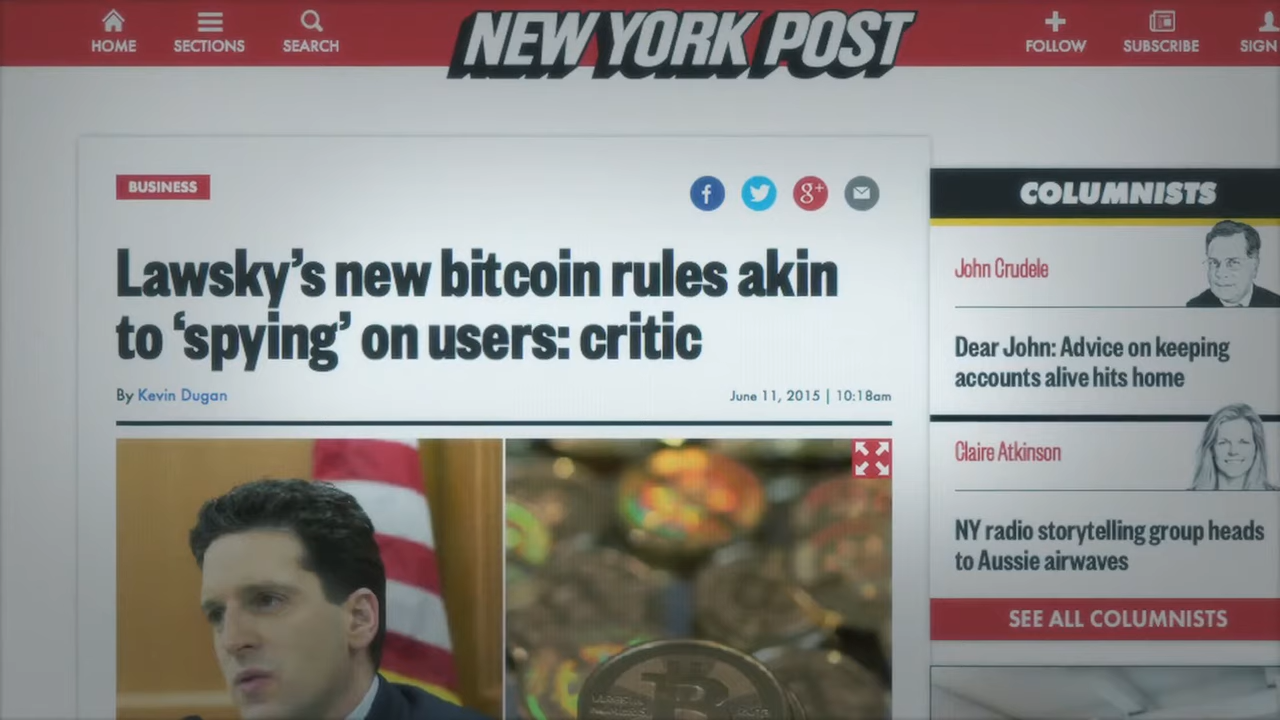 HOME
SECTIONS
SEARCH
NEW YORK POST
FOLLOW
SUBSCRIBE
SIGN
BUSINESS
f
g+
Lawsky's new bitcoin rules akin
to 'spying' on users: critic
By Kevin Dugan
June 11, 2015 | 10:18am
B
COLUMNISTS
John Crudele
Dear John: Advice on keeping
accounts alive hits home
Claire Atkinson
NY radio storytelling group heads
to Aussie airwaves
SEE ALL COLUMNISTS